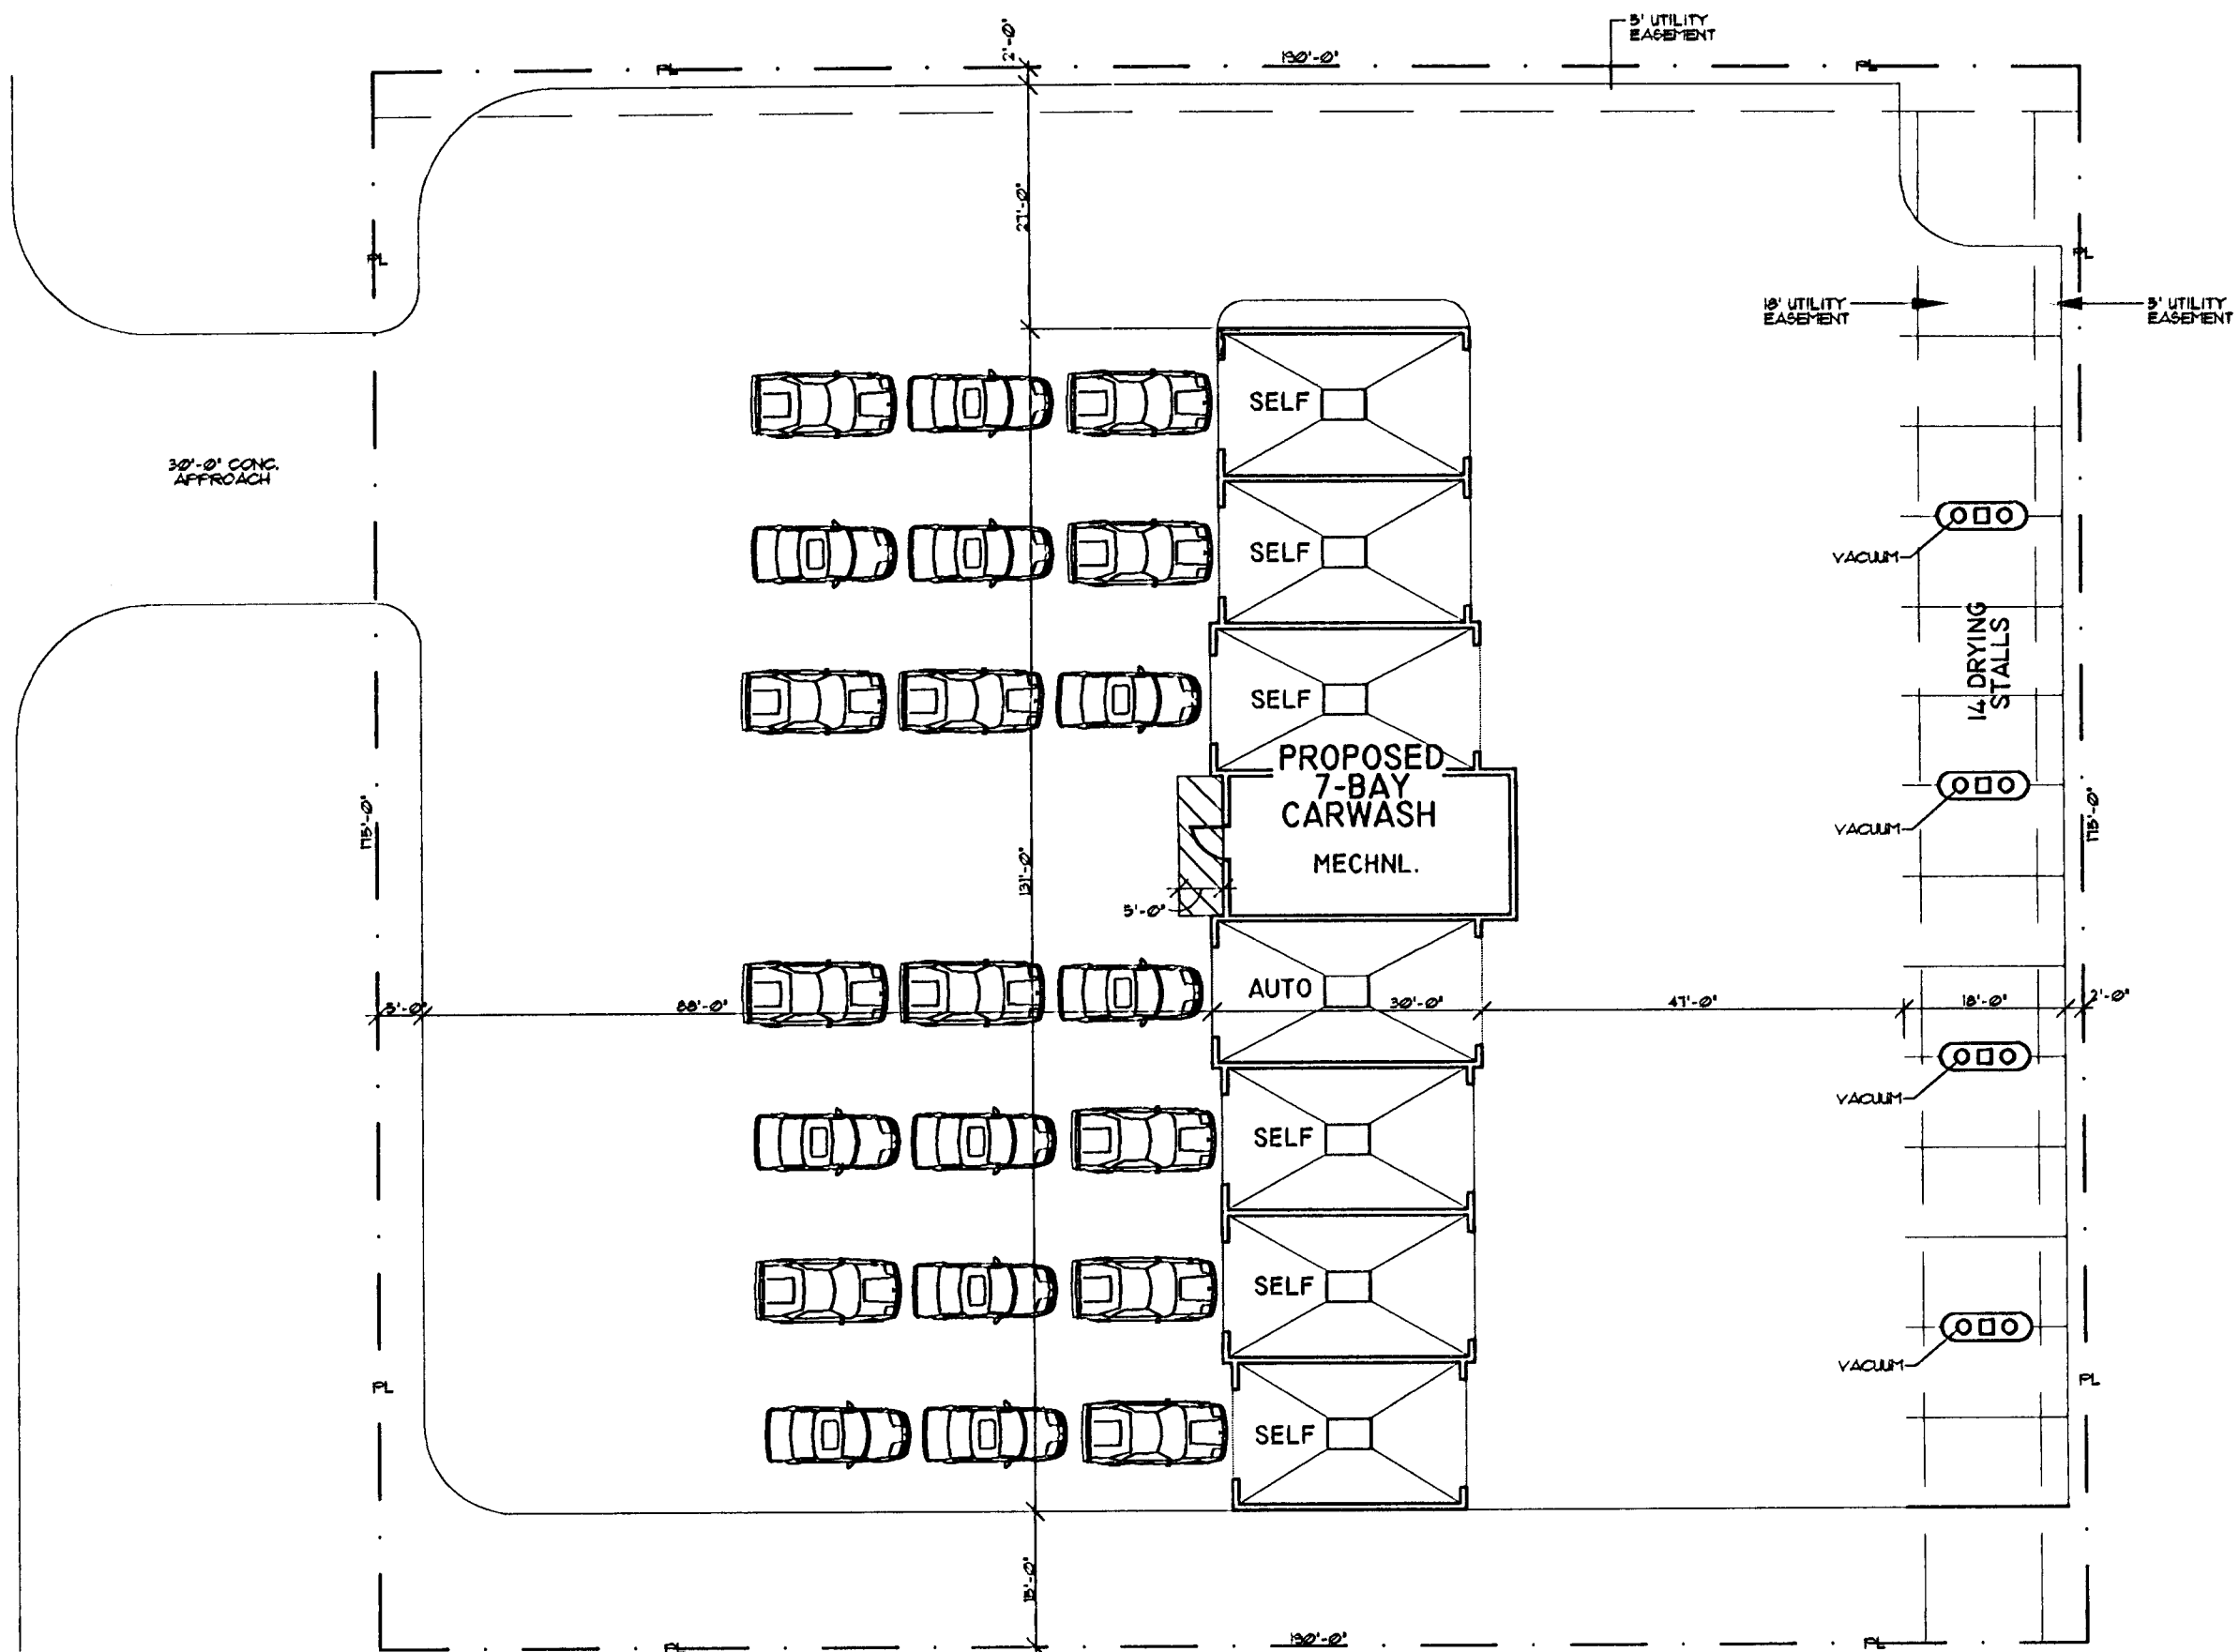 5' UTILITY
EASEMENT
2'-0"
190'-0"
PL
PL
27'-0"
PL
PL
18' UTILITY
EASEMENT
5' UTILITY
EASEMENT
30'-0" CONC.
APPROACH
SELF
VACUUM
SELF
14 DRYING
STALLS
SELF
PROPOSED
7-BAY
CARWASH
MECHNL.
VACUUM
175'-0"
175'-0"
131'-0"
5'-0"
AUTO
5'-0"
88'-0"
30'-0"
47'-0"
18'-0"
2'-0"
VACUUM
SELF
SELF
VACUUM
PL
PL
SELF
15'-0"
PL
190'-0"
PL